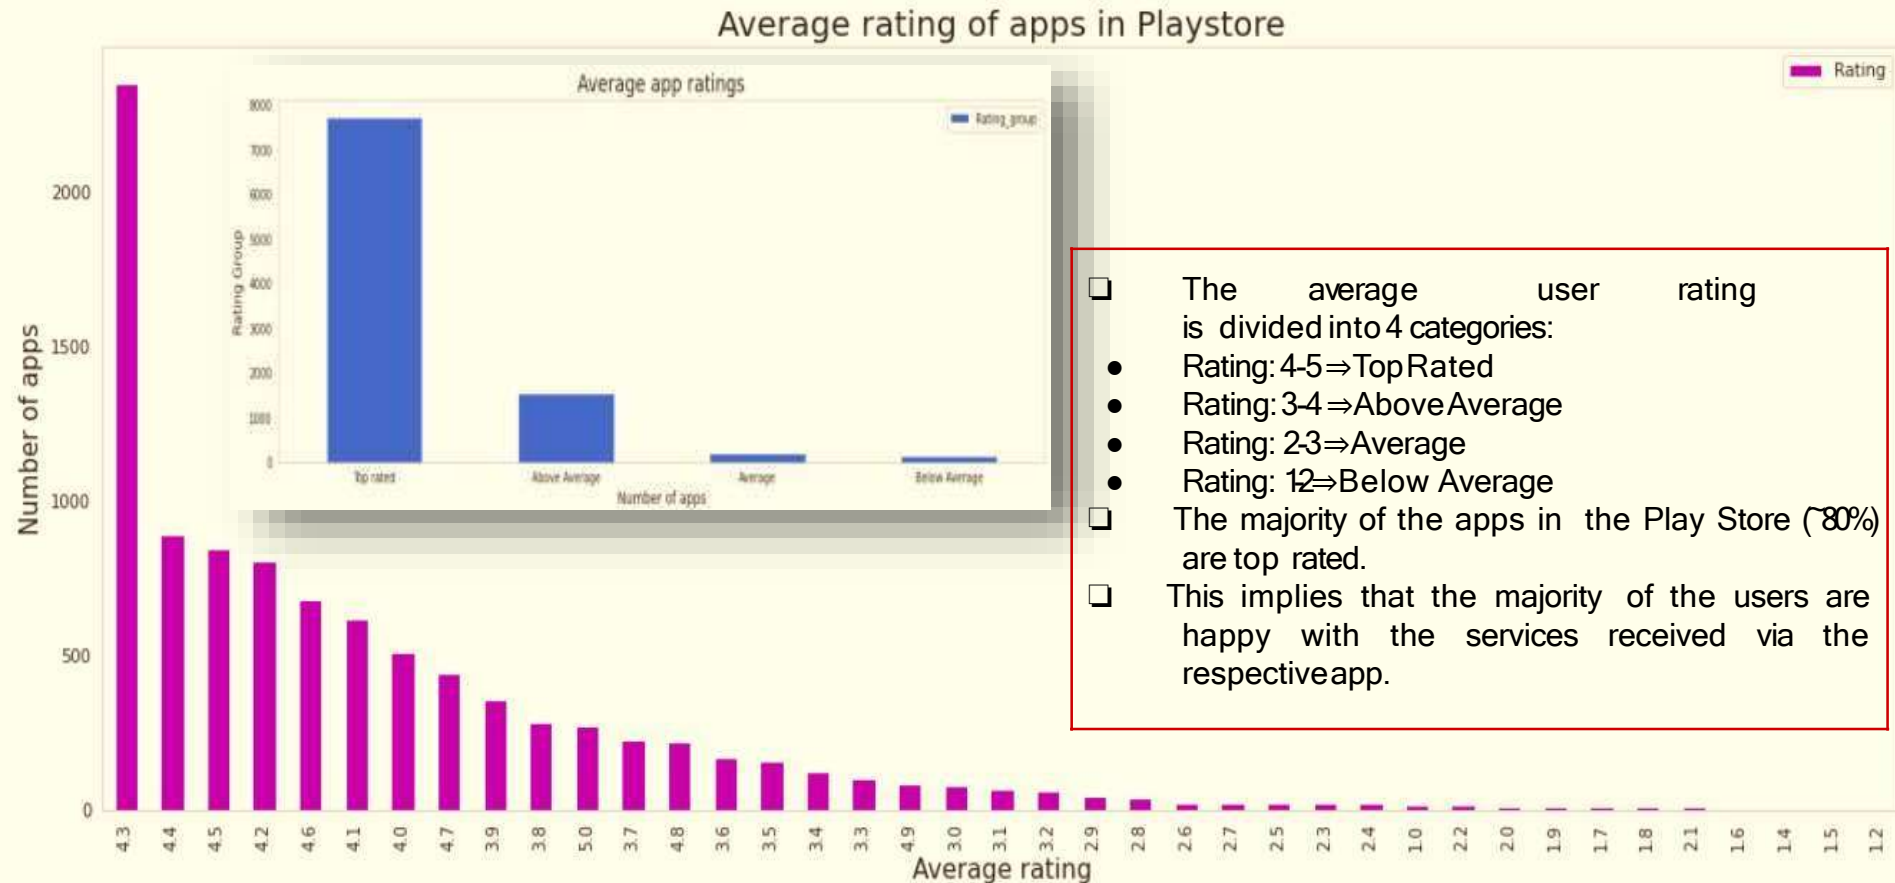 Average rating of apps in Playstore
Rating
Average app ratings
Rating_group
8000
7000
6000
5000
4000
3000
2000
1000
0
Rating Group
Top rated
Above Average
Average
Below Average
Number of apps
2000
1500
1000
500
0
Number of apps
❏ The average user rating
is divided into 4 categories:
● Rating: 4-5⇒Top Rated
● Rating: 3-4⇒Above Average
● Rating: 2-3⇒Average
● Rating: 1-2⇒Below Average
❏ The majority of the apps in the Play Store (~80%)
are top rated.
❏ This implies that the majority of the users are
happy with the services received via the
respective app.
4.3 4.4 4.5 4.2 4.6 4.1 4.0 4.7 3.9 3.8 5.0 3.7 4.8 3.6 3.5 3.4 3.3 4.9 3.0 3.1 3.2 2.9 2.8 2.6 2.7 2.5 2.3 2.4 1.0 2.2 2.0 1.9 1.7 1.8 2.1 1.6 1.4 1.5 1.2
Average rating